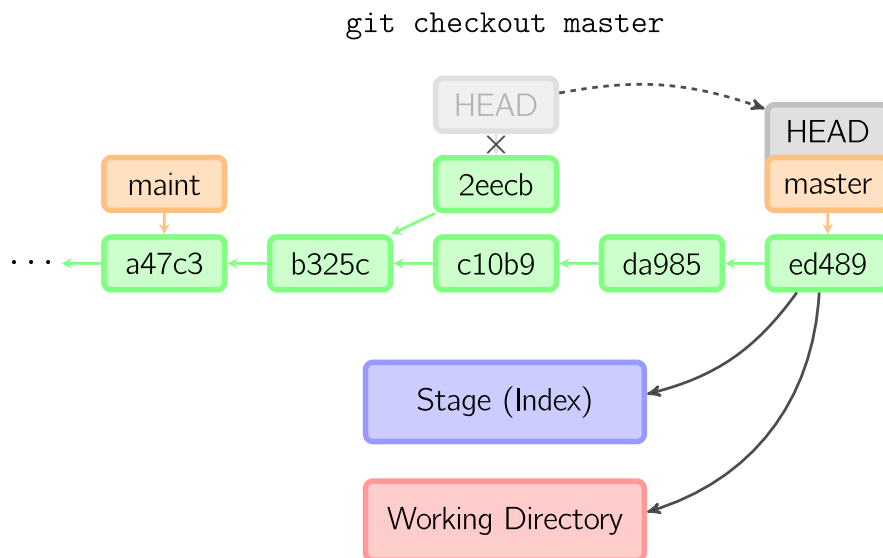 git checkout master
HEAD
HEAD
maint
2eecb
master
...
a47c3
b325c
c10b9
da985
ed489
Stage (Index)
Working Directory